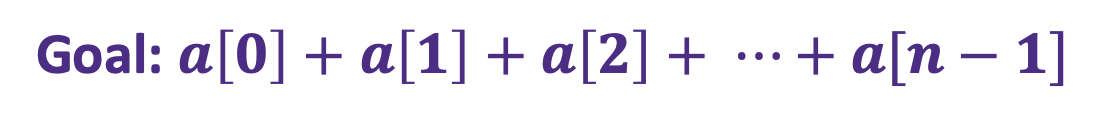 Goal: a[0] + a[1] + a[2] + ⋯ + a[n − 1]